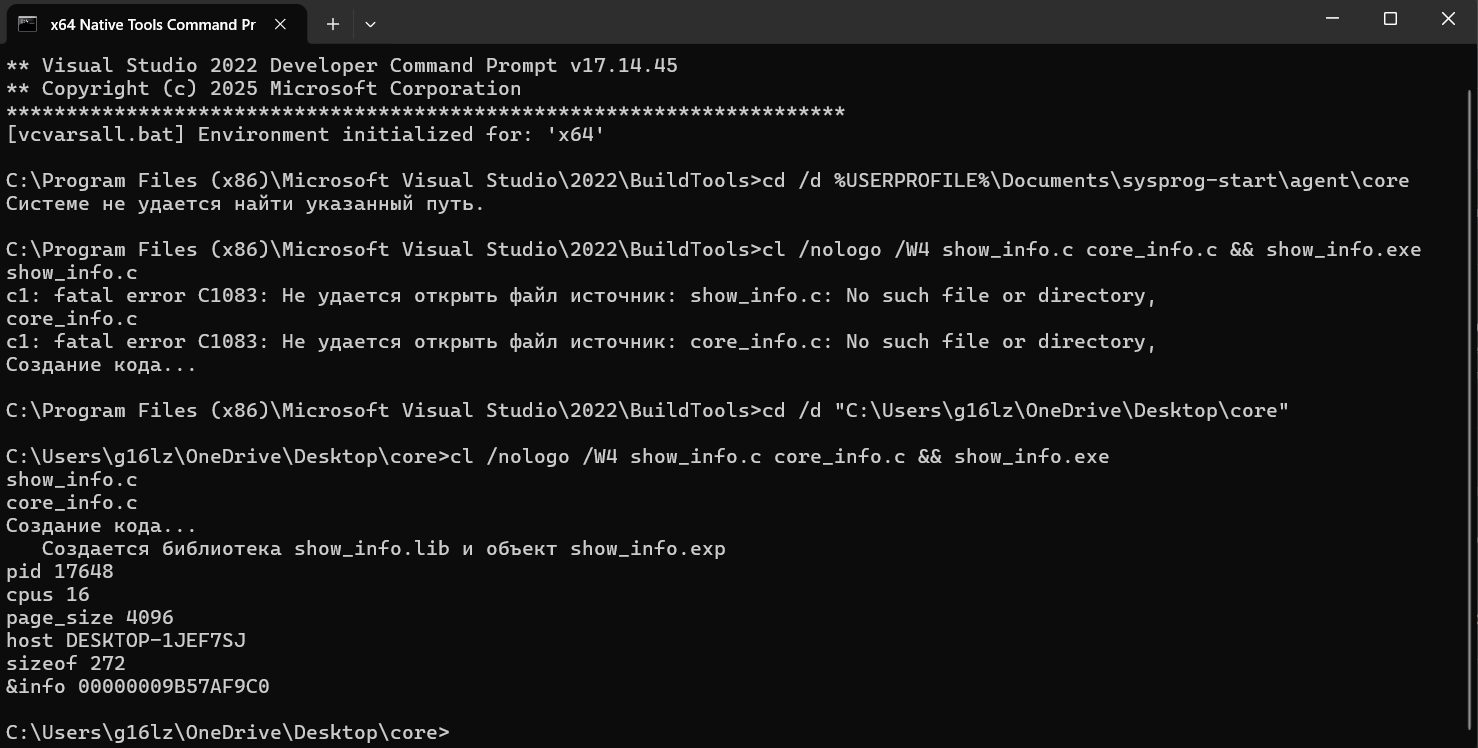 x64 Native Tools Command Pr
** Visual Studio 2022 Developer Command Prompt v17.14.45
** Copyright (c) 2025 Microsoft Corporation
**********************************************************************
[vcvarsall.bat] Environment initialized for: 'x64'
C:\Program Files (x86)\Microsoft Visual Studio\2022\BuildTools>cd /d %USERPROFILE%\Documents\sysprog-start\agent\core
Системе не удается найти указанный путь.
C:\Program Files (x86)\Microsoft Visual Studio\2022\BuildTools>cl /nologo /W4 show_info.c core_info.c && show_info.exe
show_info.c
c1: fatal error C1083: Не удается открыть файл источник: show_info.c: No such file or directory,
core_info.c
c1: fatal error C1083: Не удается открыть файл источник: core_info.c: No such file or directory,
Создание кода...
C:\Program Files (x86)\Microsoft Visual Studio\2022\BuildTools>cd /d "C:\Users\g16lz\OneDrive\Desktop\core"
C:\Users\g16lz\OneDrive\Desktop\core>cl /nologo /W4 show_info.c core_info.c && show_info.exe
show_info.c
core_info.c
Создание кода...
   Создается библиотека show_info.lib и объект show_info.exp
pid 17648
cpus 16
page_size 4096
host DESKTOP-1JEF7SJ
sizeof 272
&info 00000009B57AF9C0
C:\Users\g16lz\OneDrive\Desktop\core>